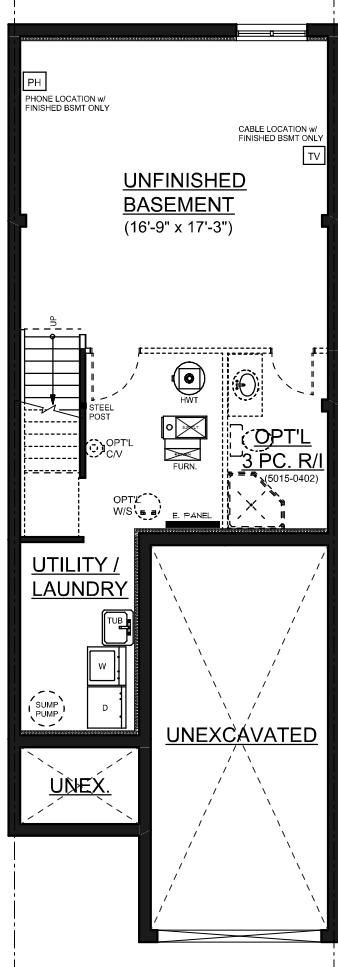 PH
PHONE LOCATION w/
FINISHED BSMT ONLY
CABLE LOCATION w/
FINISHED BSMT ONLY
TV
UNFINISHED
BASEMENT
(16'-9" x 17'-3")
UP
HWT
STEEL
POST
OPT'L
C/V
FURN.
OPT'L
3 PC. R/I
(5015-0402)
OPT'L
W/S
E. PANEL
UTILITY /
LAUNDRY
TUB
W
D
SUMP
PUMP
UNEXCAVATED
UNEX.